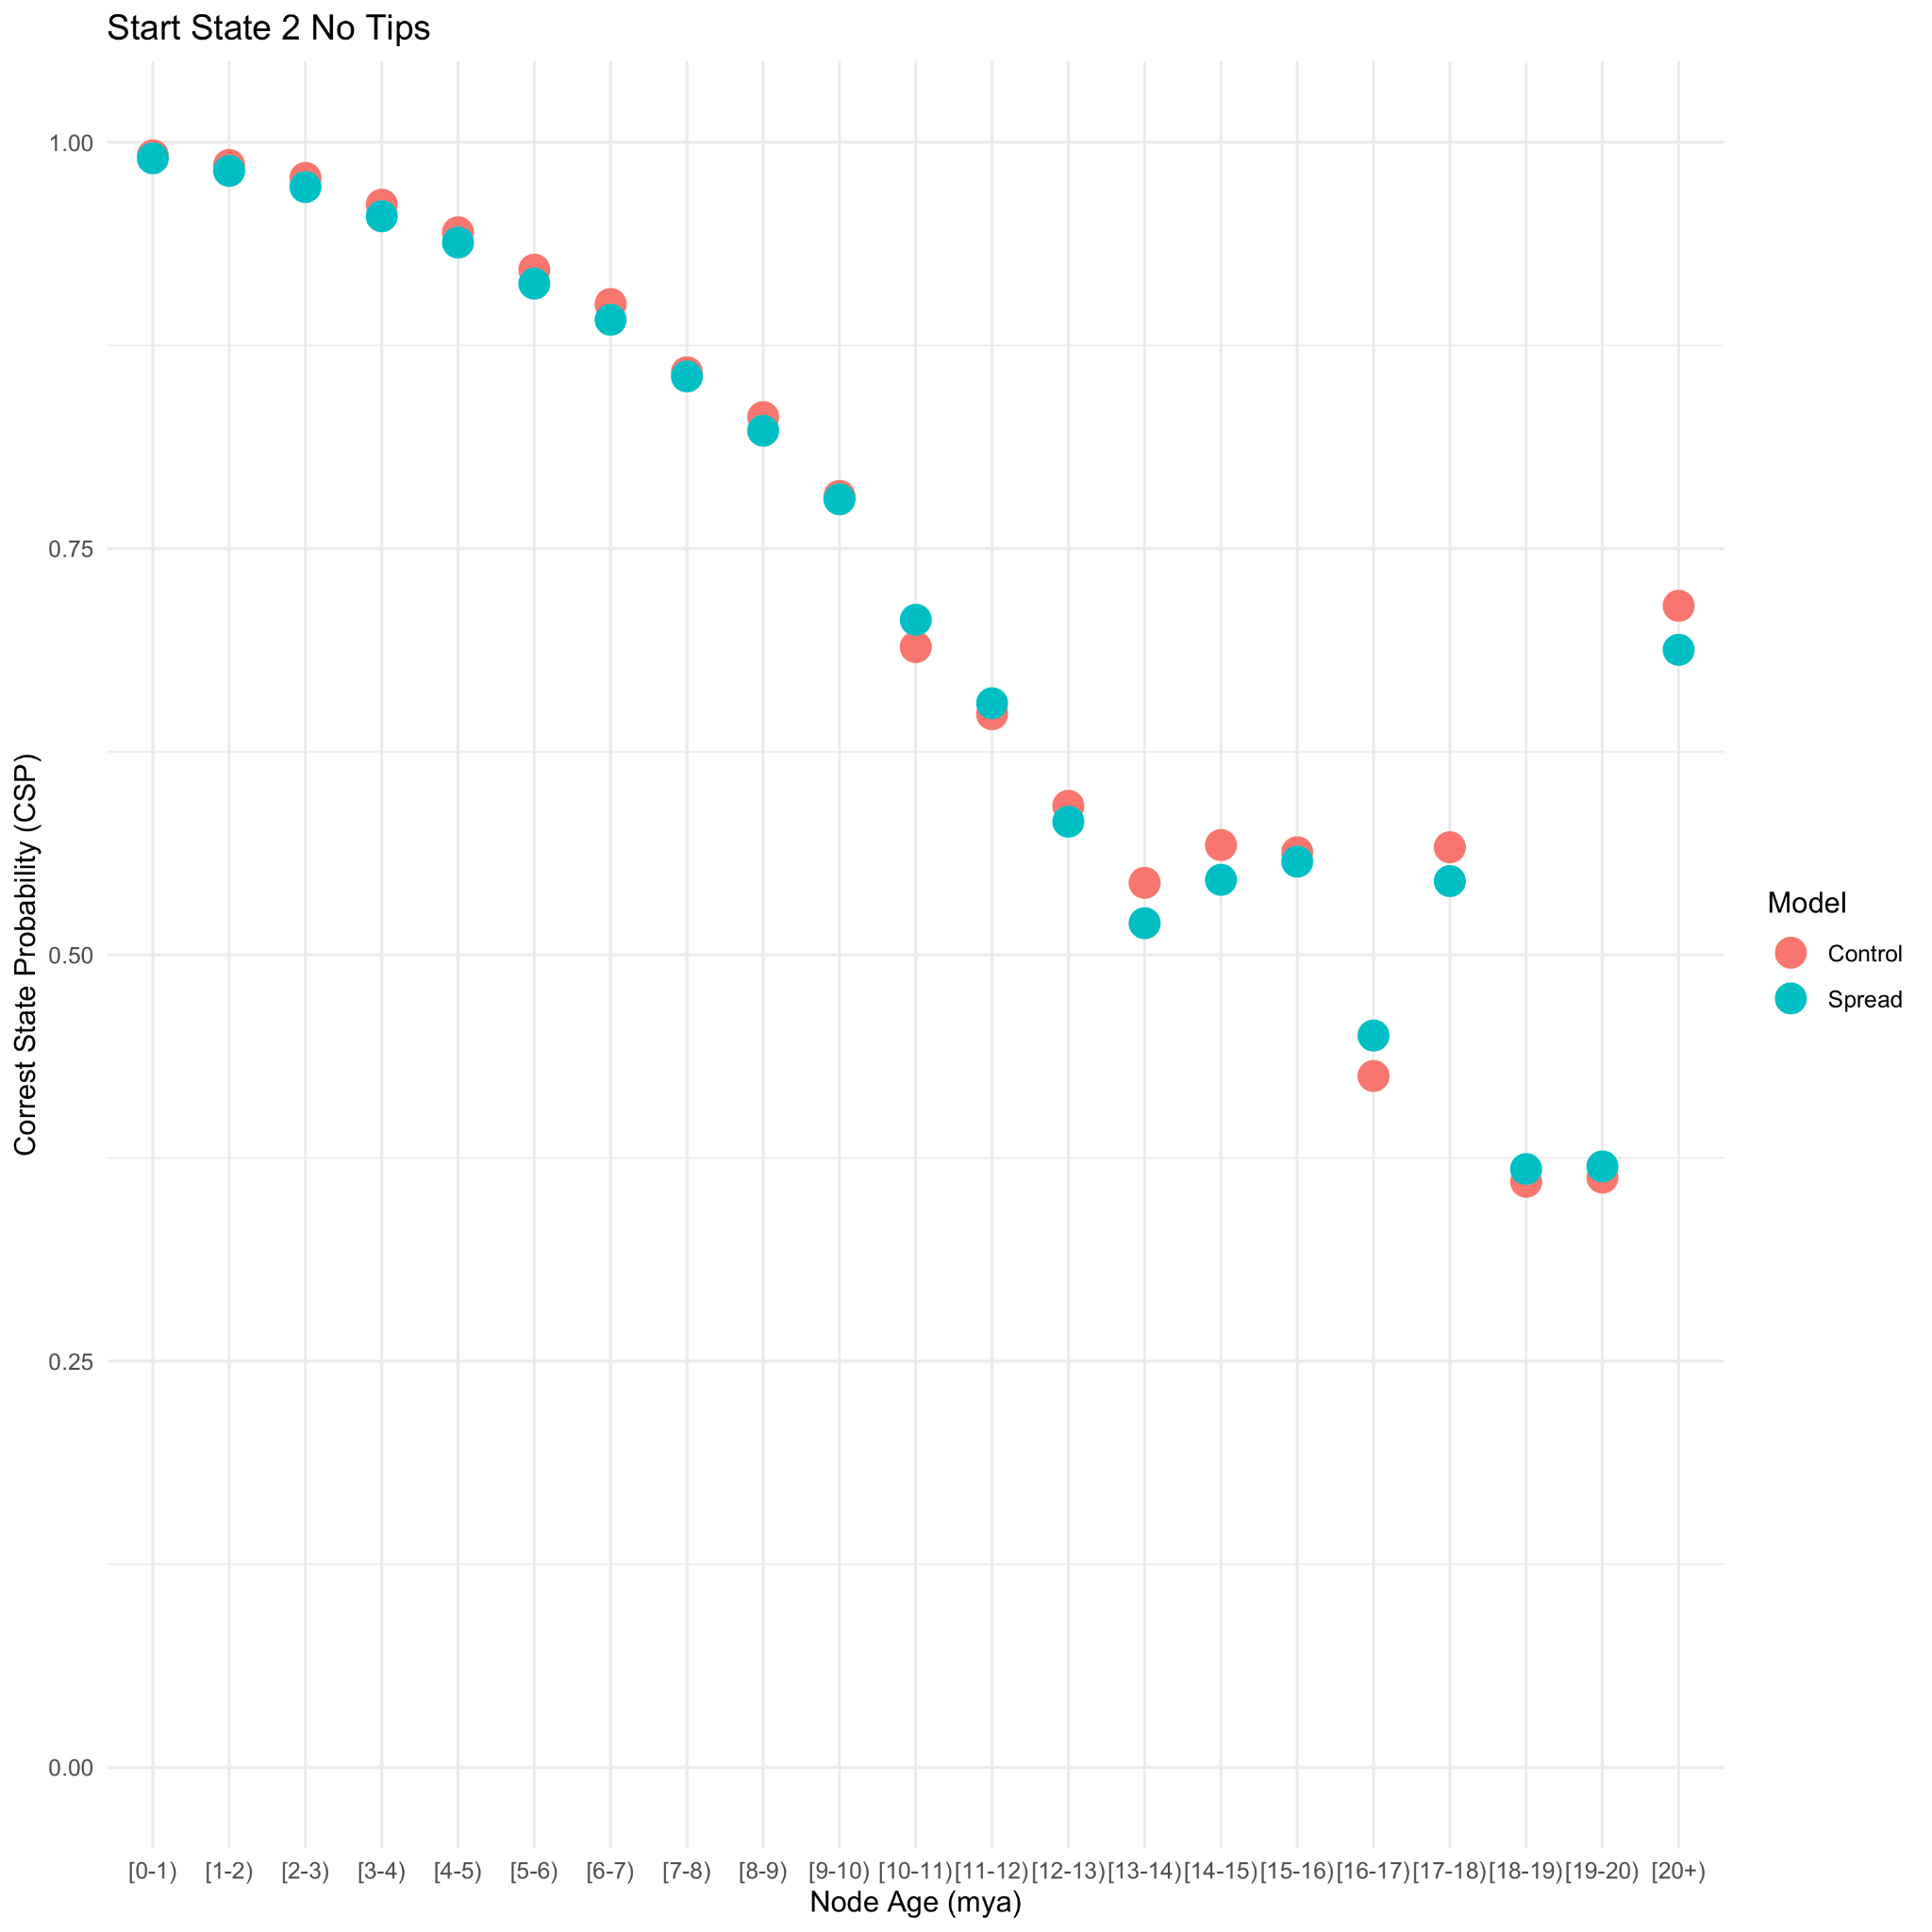 Start State 2 No Tips
Correst State Probability (CSP)
1.00
0.75
0.50
0.25
0.00
[0-1) [1-2) [2-3) [3-4) [4-5) [5-6) [6-7) [7-8) [8-9) [9-10) [10-11) [11-12) [12-13) [13-14) [14-15) [15-16) [16-17) [17-18) [18-19) [19-20) [20+)
Node Age (mya)
Model
Control
Spread